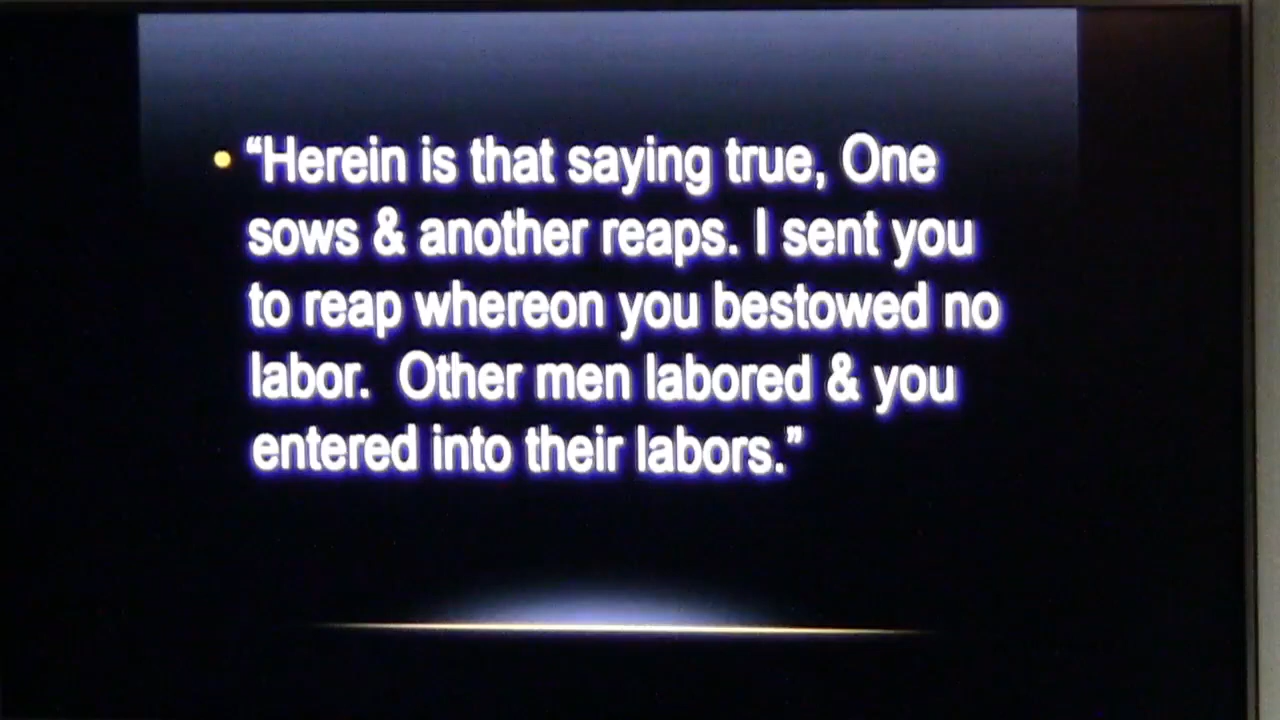 • “Herein is that saying true, One
sows & another reaps. I sent you
to reap whereon you bestowed no
labor.  Other men labored & you
entered into their labors.”